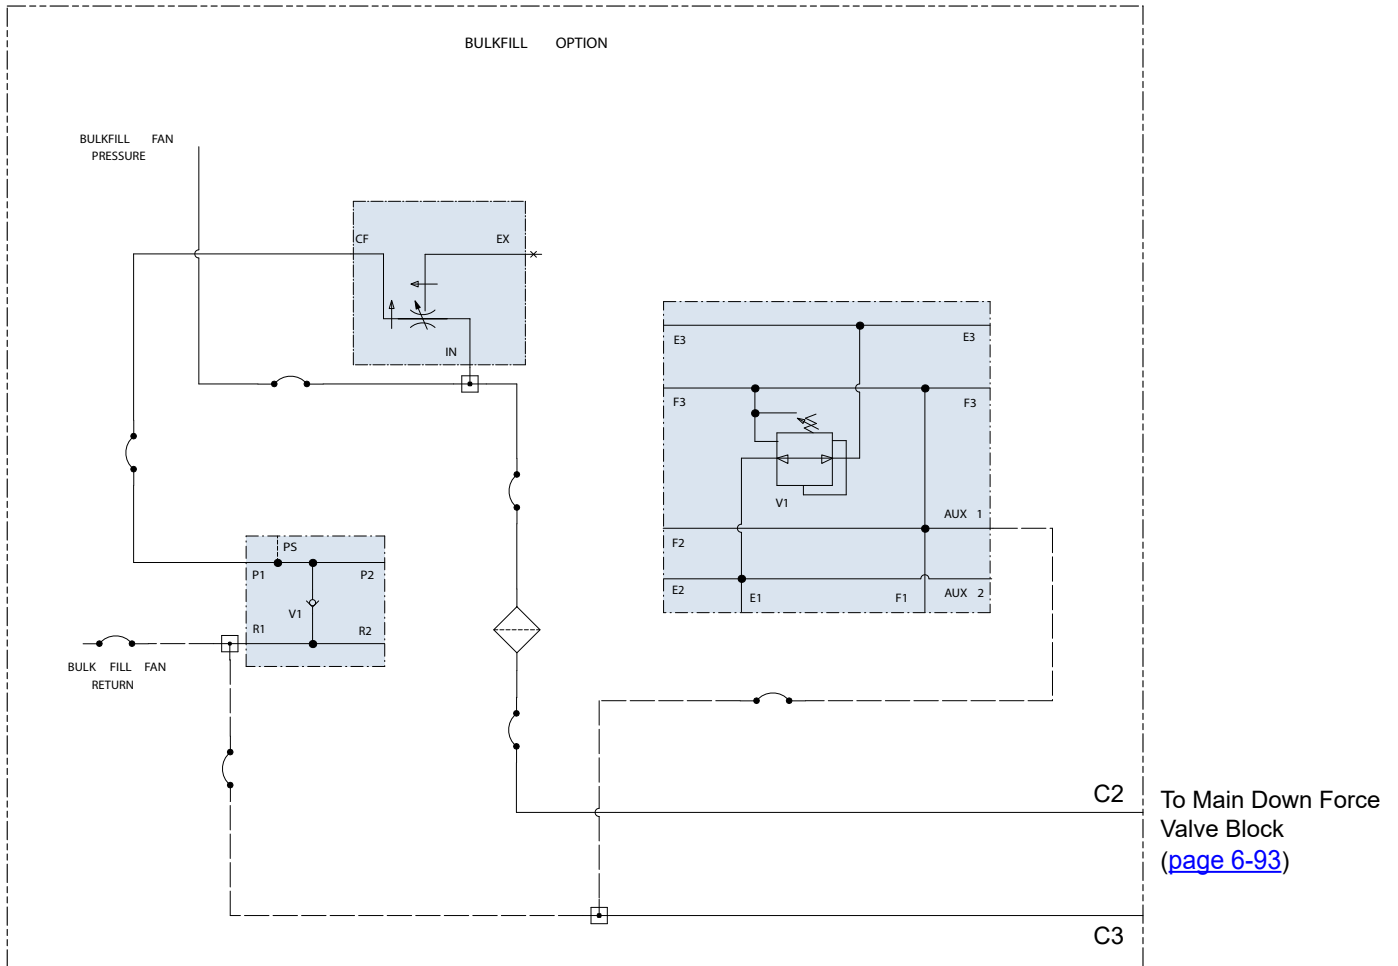 BULKFILL OPTION
BULKFILL FAN
PRESSURE
CF
EX
IN
E3
E3
F3
F3
V1
AUX 1
F2
E2
E1
F1
AUX 2
PS
P1
P2
V1
R1
R2
BULK FILL FAN
RETURN
C2
To Main Down Force
Valve Block
(page 6-93)
C3